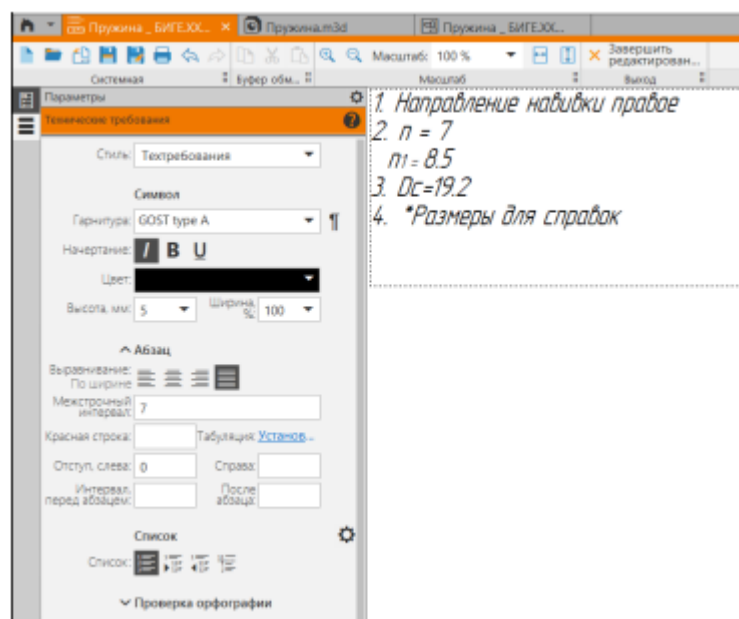 Пружина _ БИГЕ.XX... ×
Пружина.m3d
Пружина _ БИГЕ.XX...
Масштаб: 100 %
Завершить
редактирован...
Системная
Буфер обм...
Масштаб
Выход
Параметры
Технические требования
Стиль: Техтребования
Символ
Гарнитура: GOST type A
Начертание: I B U
Цвет:
Высота, мм: 5
Ширина, %: 100
Абзац
Выравнивание:
По ширине
Межстрочный
интервал: 7
Красная строка:
Табуляция: Установ...
Отступ. слева: 0
Справа:
Интервал.
перед абзацем:
После
абзаца:
Список
Список:
Проверка орфографии
1. Направление навивки правое
2. n = 7
n1 = 8.5
3. Dc=19.2
4. *Размеры для справок